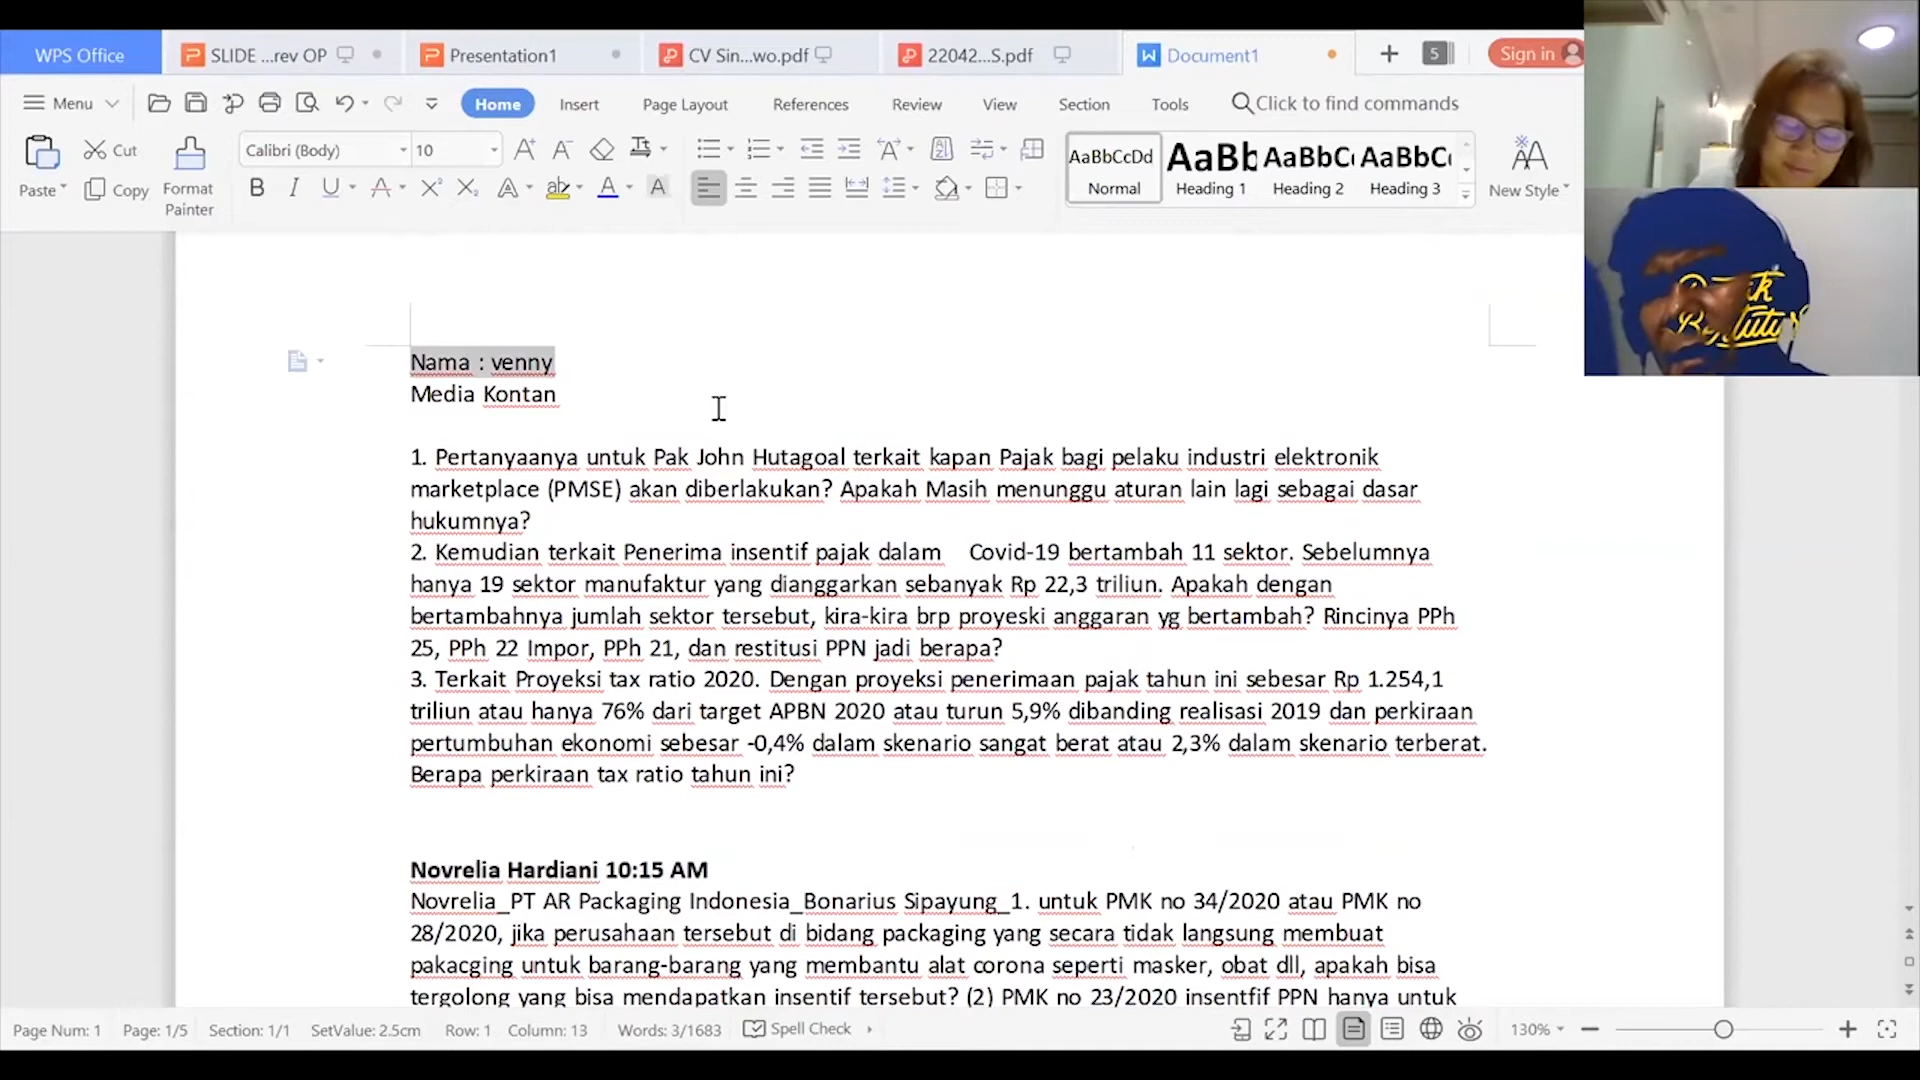 WPS Office
SLIDE ...rev OP
Presentation1
CV Sin...wo.pdf
22042...S.pdf
Document1
5
Sign in
Menu
Home
Insert
Page Layout
References
Review
View
Section
Tools
Click to find commands
Paste
Cut
Copy
Format
Painter
Calibri (Body)
10
AaBbCcDd
Normal
AaBb
Heading 1
AaBbC
Heading 2
AaBbC
Heading 3
New Style
Nama : venny
Media Kontan
1. Pertanyaanya untuk Pak John Hutagoal terkait kapan Pajak bagi pelaku industri elektronik
marketplace (PMSE) akan diberlakukan? Apakah Masih menunggu aturan lain lagi sebagai dasar
hukumnya?
2. Kemudian terkait Penerima insentif pajak dalam Covid-19 bertambah 11 sektor. Sebelumnya
hanya 19 sektor manufaktur yang dianggarkan sebanyak Rp 22,3 triliun. Apakah dengan
bertambahnya jumlah sektor tersebut, kira-kira brp proyeski anggaran yg bertambah? Rincinya PPh
25, PPh 22 Impor, PPh 21, dan restitusi PPN jadi berapa?
3. Terkait Proyeksi tax ratio 2020. Dengan proyeksi penerimaan pajak tahun ini sebesar Rp 1.254,1
triliun atau hanya 76% dari target APBN 2020 atau turun 5,9% dibanding realisasi 2019 dan perkiraan
pertumbuhan ekonomi sebesar -0,4% dalam skenario sangat berat atau 2,3% dalam skenario terberat.
Berapa perkiraan tax ratio tahun ini?
Novrelia Hardiani 10:15 AM
Novrelia_PT AR Packaging Indonesia_Bonarius Sipayung_1. untuk PMK no 34/2020 atau PMK no
28/2020, jika perusahaan tersebut di bidang packaging yang secara tidak langsung membuat
pakacging untuk barang-barang yang membantu alat corona seperti masker, obat dll, apakah bisa
tergolong yang bisa mendapatkan insentif tersebut? (2) PMK no 23/2020 insentfif PPN hanya untuk
Page Num: 1
Page: 1/5
Section: 1/1
SetValue: 2.5cm
Row: 1
Column: 13
Words: 3/1683
Spell Check
130%